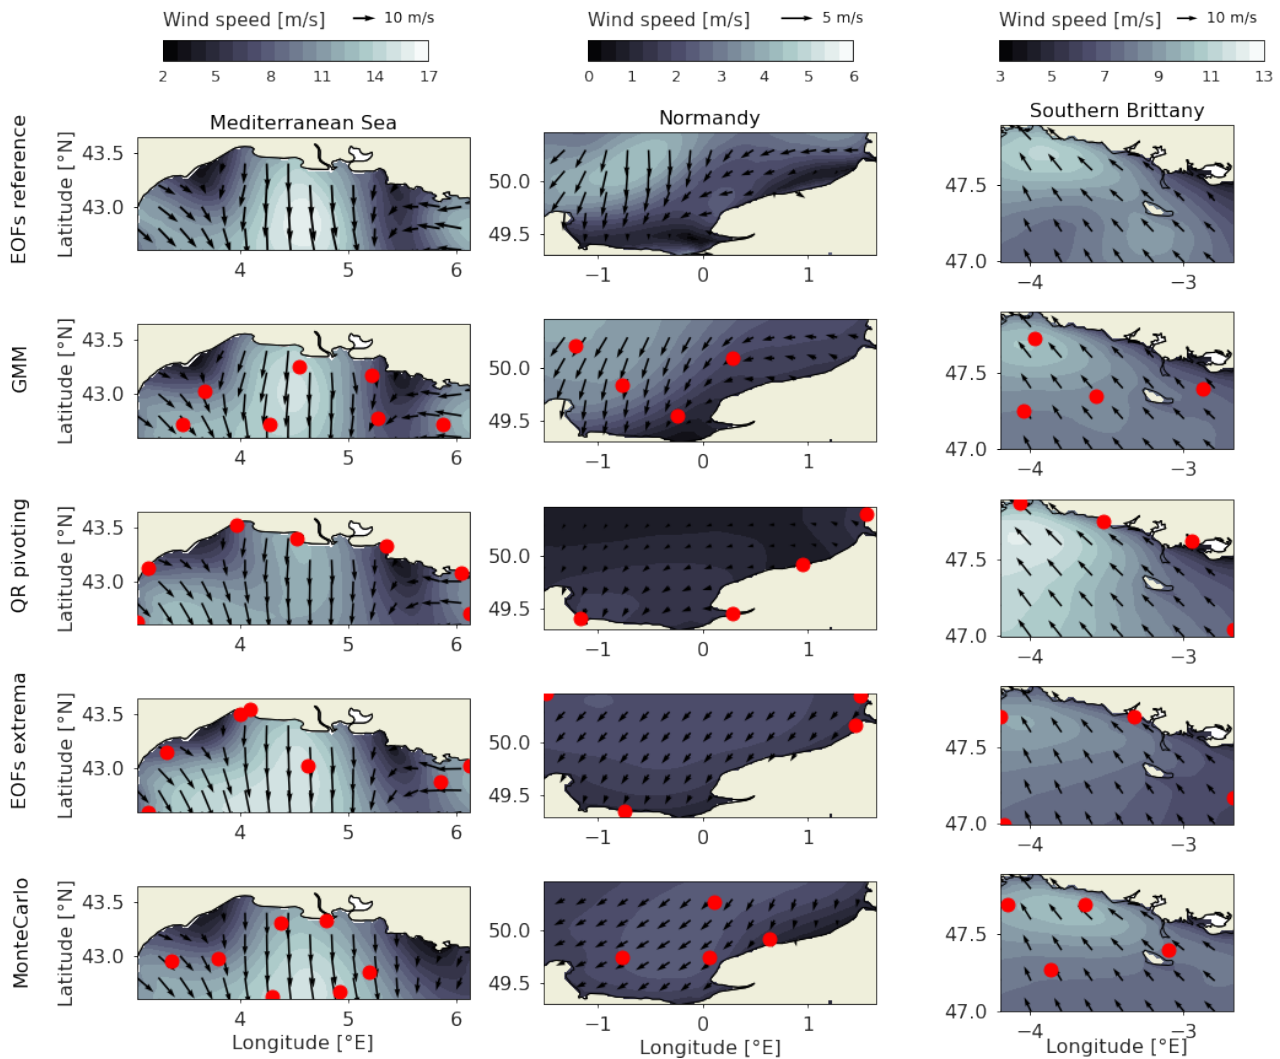 Wind speed [m/s] 10 m/s
2 5 8 11 14 17
Wind speed [m/s] 5 m/s
0 1 2 3 4 5 6
Wind speed [m/s] 10 m/s
3 5 7 9 11 13
Mediterranean Sea
Normandy
Southern Brittany
EOFs reference
Latitude [°N]
43.5
43.0
4 5 6
50.0
49.5
−1 0 1
47.5
47.0
−4 −3
GMM
Latitude [°N]
43.5
43.0
4 5 6
50.0
49.5
−1 0 1
47.5
47.0
−4 −3
QR pivoting
Latitude [°N]
43.5
43.0
4 5 6
50.0
49.5
−1 0 1
47.5
47.0
−4 −3
EOFs extrema
Latitude [°N]
43.5
43.0
4 5 6
50.0
49.5
−1 0 1
47.5
47.0
−4 −3
MonteCarlo
Latitude [°N]
43.5
43.0
4 5 6
Longitude [°E]
50.0
49.5
−1 0 1
Longitude [°E]
47.5
47.0
−4 −3
Longitude [°E]